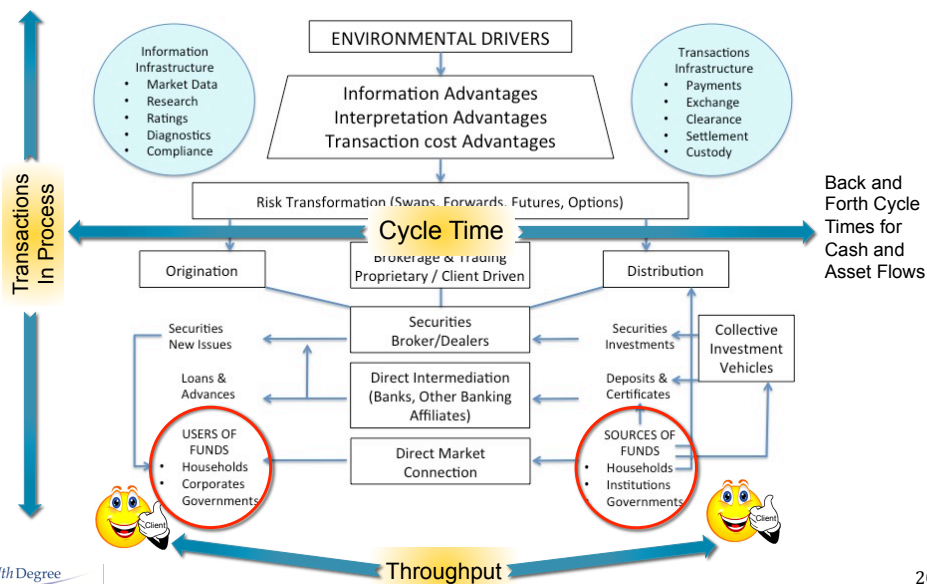 ENVIRONMENTAL DRIVERS
Information
Infrastructure
• Market Data
• Research
• Ratings
• Diagnostics
• Compliance
Information Advantages
Interpretation Advantages
Transaction cost Advantages
Transactions
Infrastructure
• Payments
• Exchange
• Clearance
• Settlement
• Custody
Transactions
In Process
Risk Transformation (Swaps, Forwards, Futures, Options)
Cycle Time
Back and
Forth Cycle
Times for
Cash and
Asset Flows
Origination
Brokerage & Trading
Proprietary / Client Driven
Distribution
Securities
New Issues
Securities
Broker/Dealers
Securities
Investments
Collective
Investment
Vehicles
Loans &
Advances
Direct Intermediation
(Banks, Other Banking
Affiliates)
Deposits &
Certificates
USERS OF
FUNDS
• Households
• Corporates
• Governments
Direct Market
Connection
SOURCES OF
FUNDS
• Households
• Institutions
• Governments
Client
Client
Throughput
Degree